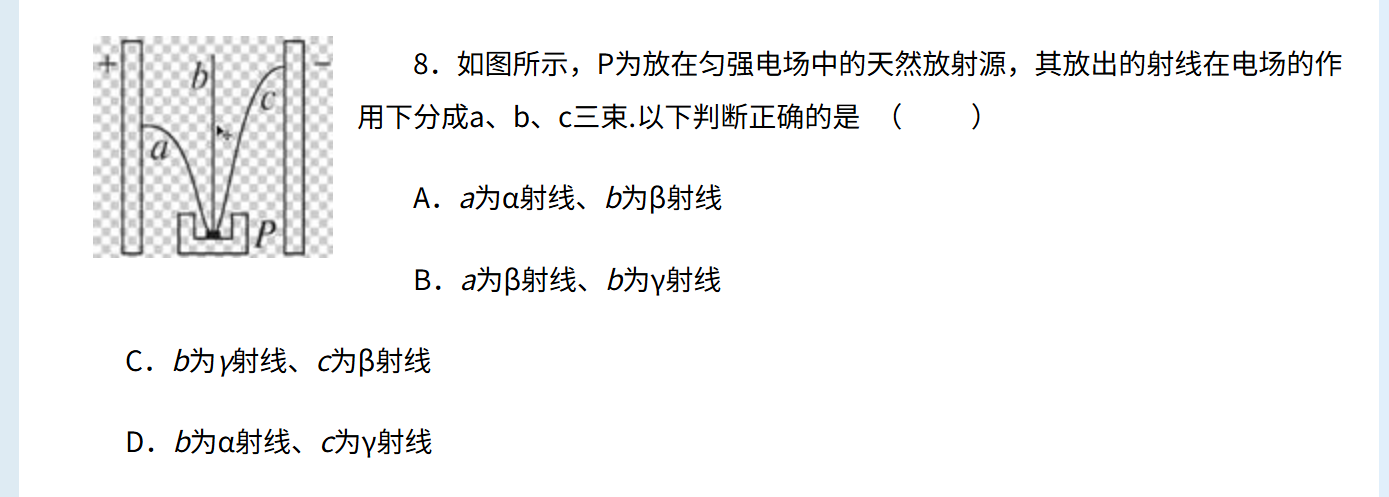 +
b
c
a
P
−
8．如图所示，P为放在匀强电场中的天然放射源，其放出的射线在电场的作
用下分成a、b、c三束.以下判断正确的是 （　　）
A．a为α射线、b为β射线
B．a为β射线、b为γ射线
C．b为γ射线、c为β射线
D．b为α射线、c为γ射线